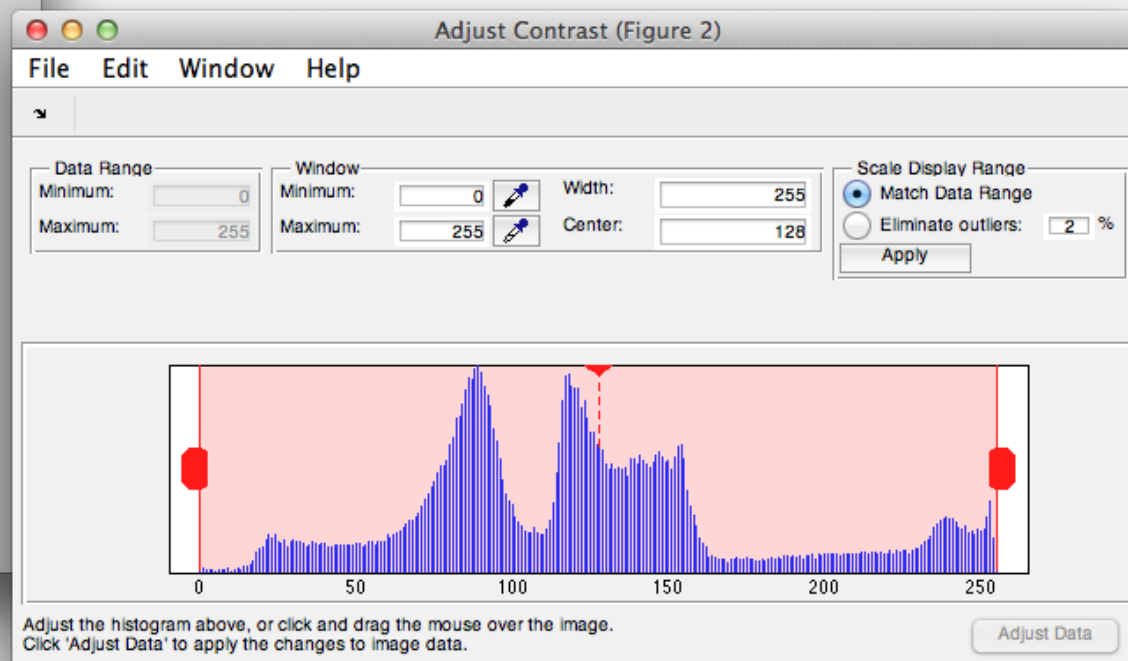 Adjust Contrast (Figure 2)
File Edit Window Help
Data Range
Minimum: 0
Maximum: 255
Window
Minimum: 0
Maximum: 255
Width: 255
Center: 128
Scale Display Range
Match Data Range
Eliminate outliers: 2 %
Apply
0 50 100 150 200 250
Adjust the histogram above, or click and drag the mouse over the image.
Click 'Adjust Data' to apply the changes to image data.
Adjust Data